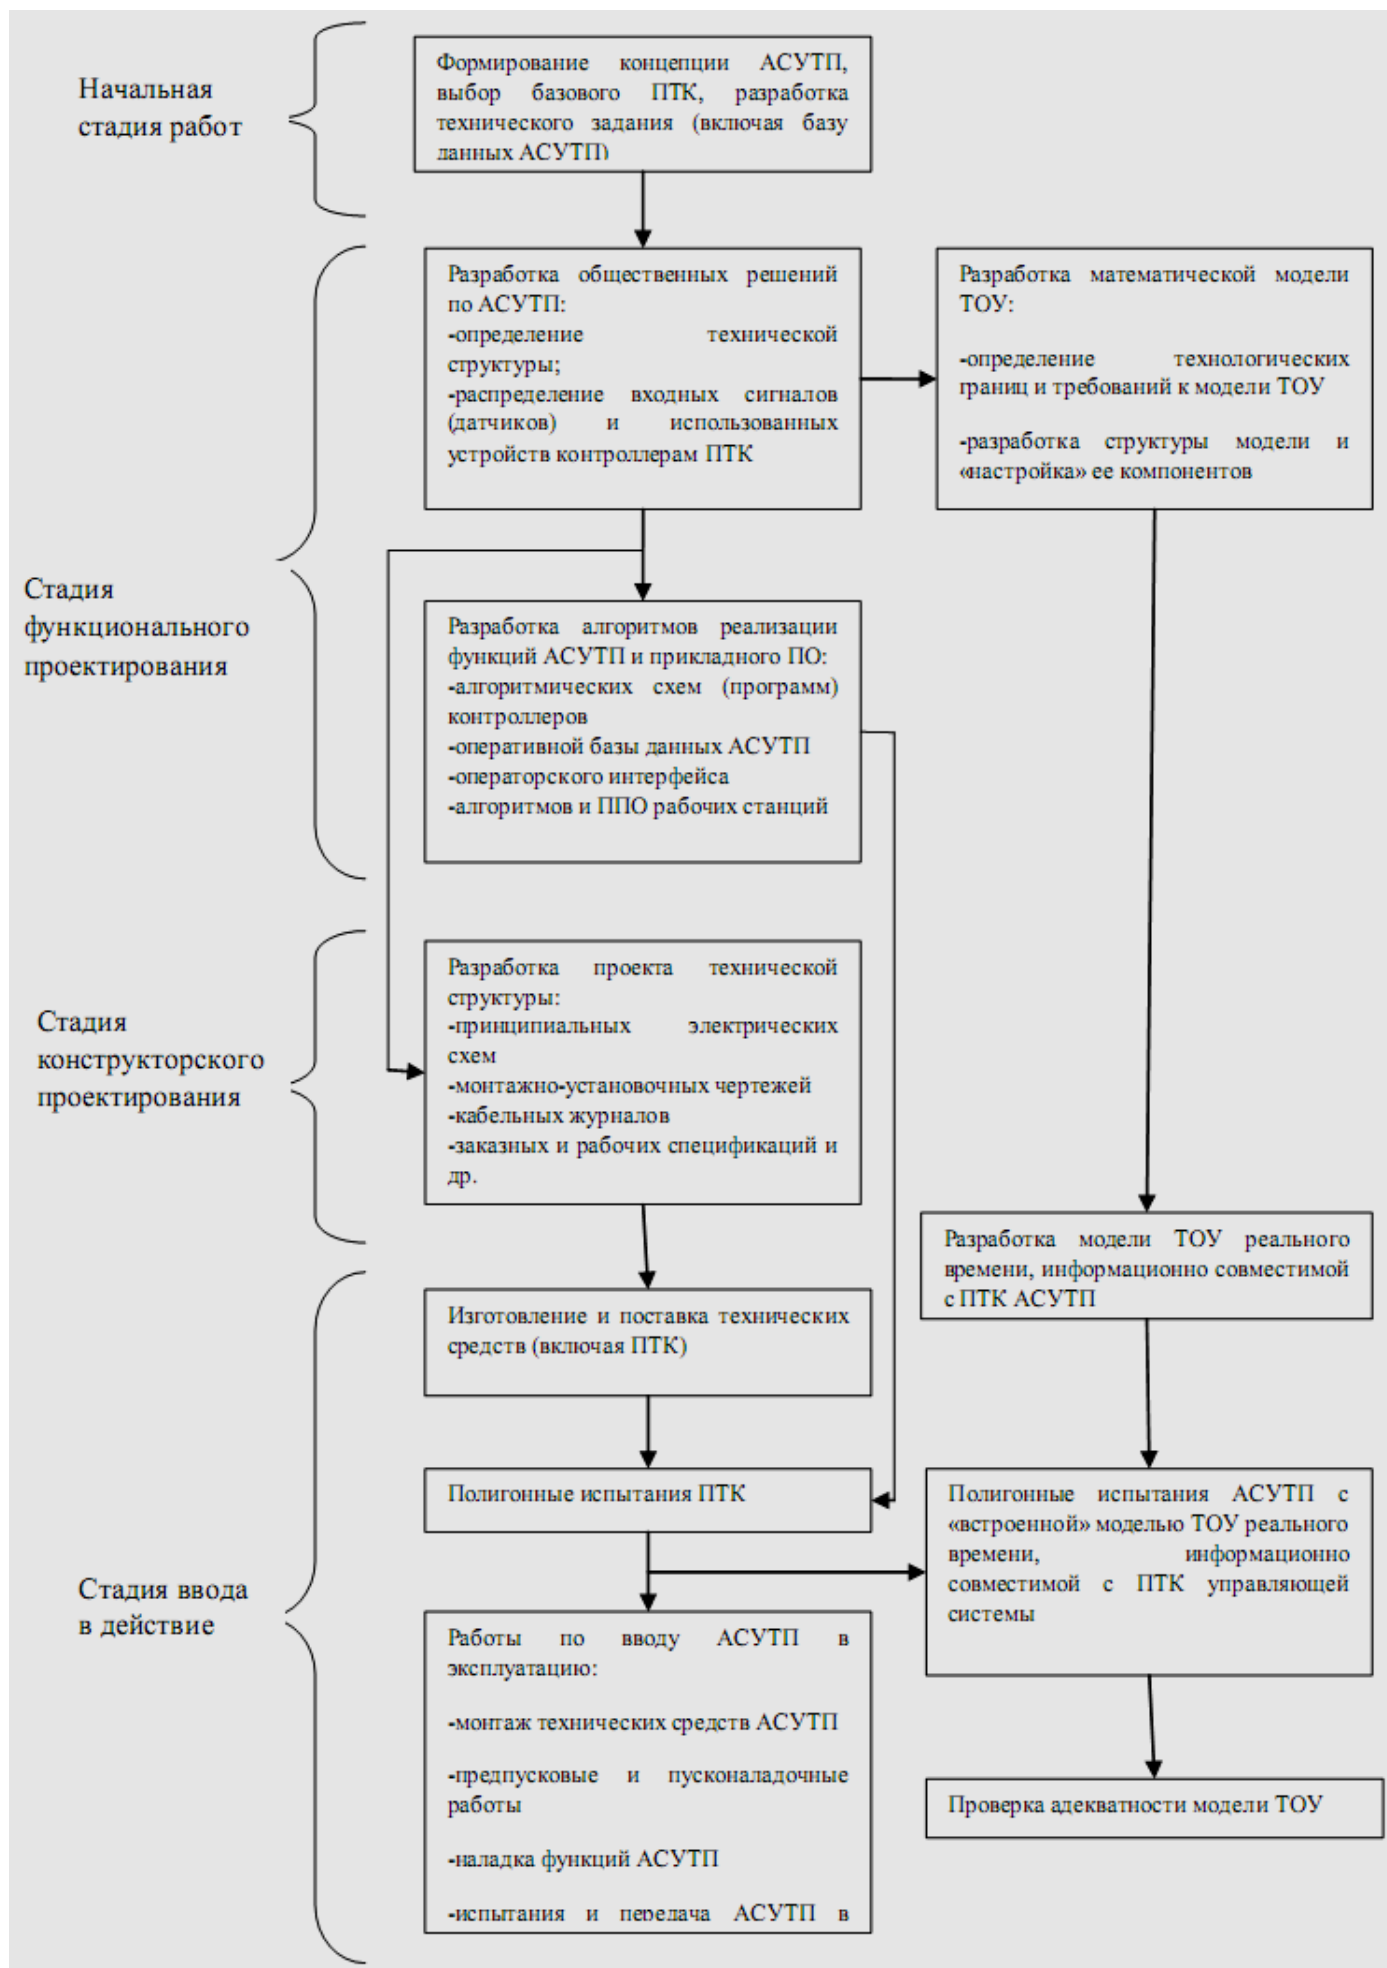 Начальная
стадия работ
Формирование концепции АСУТП,
выбор базового ПТК, разработка
технического задания (включая базу
данных АСУТП)
Стадия
функционального
проектирования
Разработка общественных решений
по АСУТП:
-определение технической
структуры;
-распределение входных сигналов
(датчиков) и использованных
устройств контроллерам ПТК
Разработка математической модели
ТОУ:
-определение технологических
границ и требований к модели ТОУ
-разработка структуры модели и
«настройка» ее компонентов
Разработка алгоритмов реализации
функций АСУТП и прикладного ПО:
-алгоритмических схем (программ)
контроллеров
-оперативной базы данных АСУТП
-операторского интерфейса
-алгоритмов и ППО рабочих станций
Стадия
конструкторского
проектирования
Разработка проекта технической
структуры:
-принципиальных электрических
схем
-монтажно-установочных чертежей
-кабельных журналов
-заказных и рабочих спецификаций и
др.
Разработка модели ТОУ реального
времени, информационно совместимой
с ПТК АСУТП
Стадия ввода
в действие
Изготовление и поставка технических
средств (включая ПТК)
Полигонные испытания ПТК
Полигонные испытания АСУТП с
«встроенной» моделью ТОУ реального
времени, информационно
совместимой с ПТК управляющей
системы
Работы по вводу АСУТП в
эксплуатацию:
-монтаж технических средств АСУТП
-предпусковые и пусконаладочные
работы
-наладка функций АСУТП
-испытания и передача АСУТП в
Проверка адекватности модели ТОУ